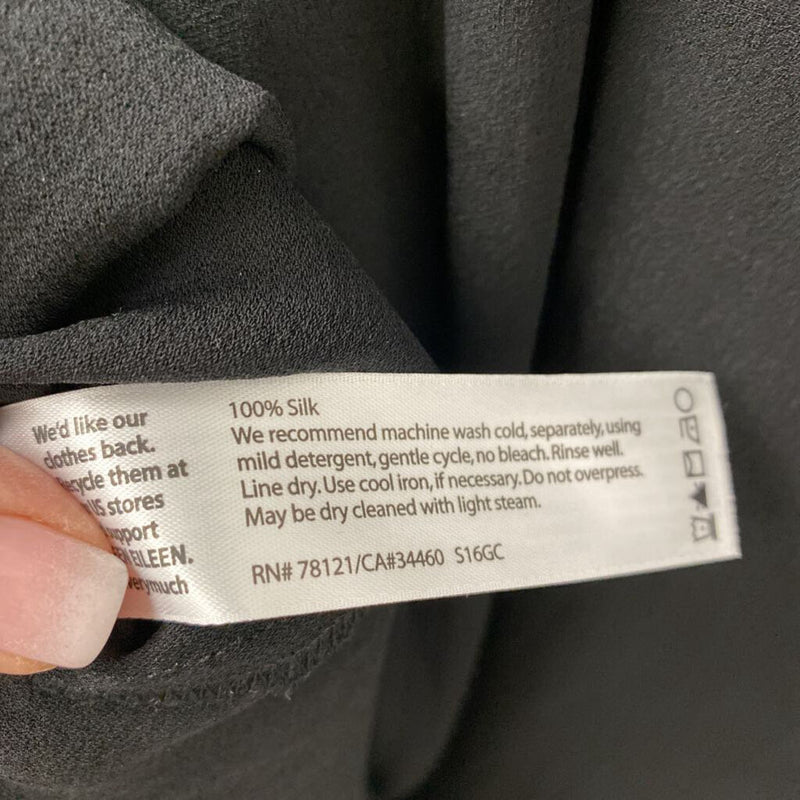 We'd like our
clothes back.
them at
US stores
EILEEN.
100% Silk
We recommend machine wash cold, separately, using
mild detergent, gentle cycle, no bleach. Rinse well.
Line dry. Use cool iron, if necessary. Do not overpress.
May be dry cleaned with light steam.
RN# 78121/CA#34460 S16GC